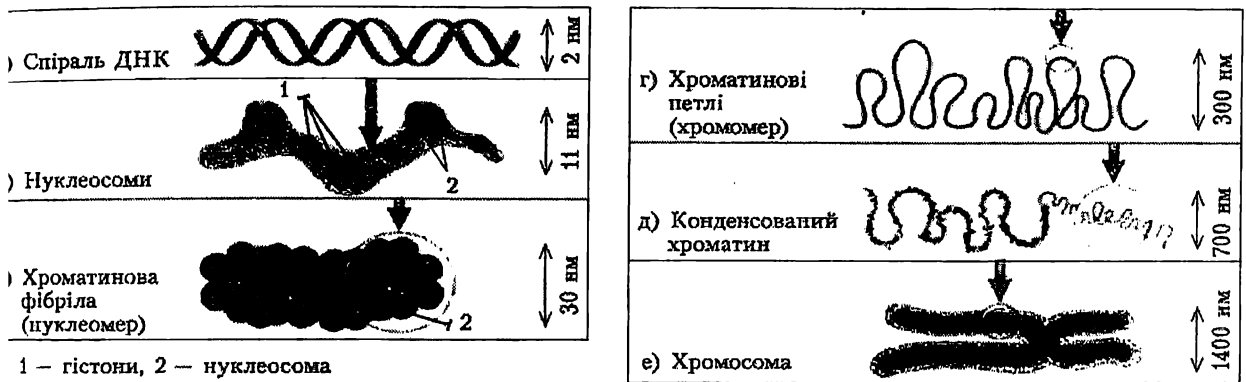 ) Спіраль ДНК
2 нм
1
) Нуклеосоми
2
11 нм
) Хроматинова
фібріла
(нуклеомер)
2
30 нм
1 — гістони, 2 — нуклеосома
г) Хроматинові
петлі
(хромомер)
300 нм
д) Конденсований
хроматин
700 нм
е) Хромосома
1400 нм